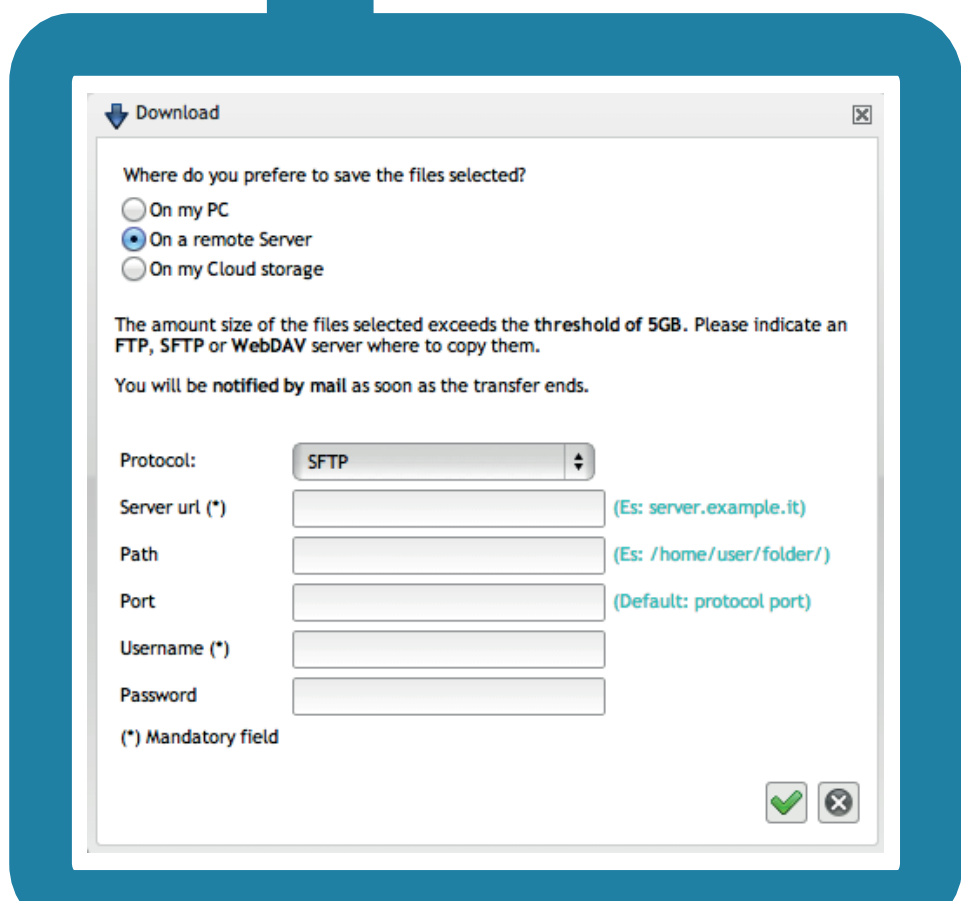 Download
Where do you prefere to save the files selected?
On my PC
On a remote Server
On my Cloud storage
The amount size of the files selected exceeds the threshold of 5GB. Please indicate an
FTP, SFTP or WebDAV server where to copy them.
You will be notified by mail as soon as the transfer ends.
Protocol: SFTP
Server url (*) (Es: server.example.it)
Path (Es: /home/user/folder/)
Port (Default: protocol port)
Username (*)
Password
(*) Mandatory field